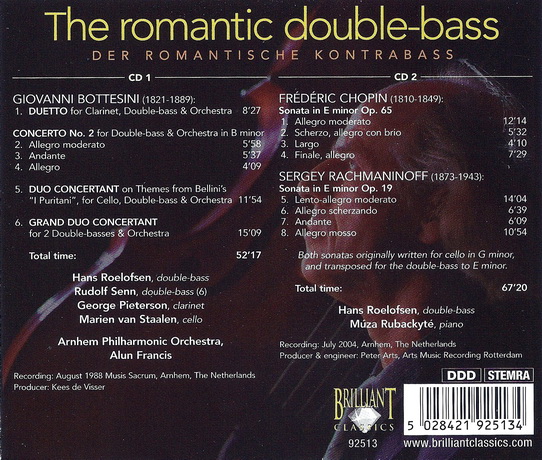 The romantic double-bass
DER ROMANTISCHE KONTRABASS
CD 1
GIOVANNI BOTTESINI (1821-1889):
1. DUETTO for Clarinet, Double-bass & Orchestra 8'27
CONCERTO No. 2 for Double-bass & Orchestra in B minor
2. Allegro moderato 5'58
3. Andante 5'37
4. Allegro 4'09
5. DUO CONCERTANT on Themes from Bellini's
"I Puritani", for Cello, Double-bass & Orchestra 11'54
6. GRAND DUO CONCERTANT
for 2 Double-basses & Orchestra 15'09
Total time: 52'17
Hans Roelofsen, double-bass
Rudolf Senn, double-bass (6)
George Pieterson, clarinet
Marien van Staalen, cello
Arnhem Philharmonic Orchestra,
Alun Francis
Recording: August 1988 Musis Sacrum, Arnhem, The Netherlands
Producer: Kees de Visser
CD 2
FRÉDÉRIC CHOPIN (1810-1849):
Sonata in E minor Op. 65
1. Allegro moderato 12'14
2. Scherzo, allegro con brio 5'32
3. Largo 4'10
4. Finale, allegro 7'29
SERGEY RACHMANINOFF (1873-1943):
Sonata in E minor Op. 19
5. Lento-allegro moderato 14'04
6. Allegro scherzando 6'39
7. Andante 6'09
8. Allegro mosso 10'54
Both sonatas originally written for cello in G minor,
and transposed for the double-bass to E minor.
Total time: 67'20
Hans Roelofsen, double-bass
Múza Rubackyté, piano
Recording: July 2004, Arnhem, The Netherlands
Producer & engineer: Peter Arts, Arts Music Recording Rotterdam
BRILLIANT
CLASSICS
92513
DDD STEMRA
5 028421 925134
www.brilliantclassics.com